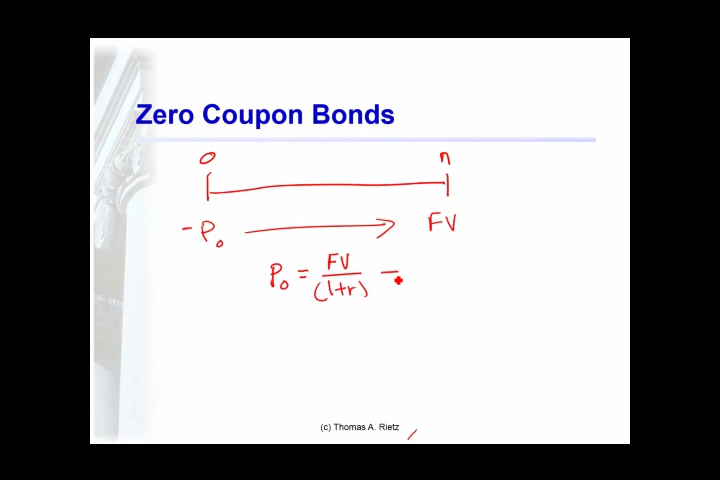 Zero Coupon Bonds
0 n
-P₀ FV
P₀ = FV/(1+r) =
(c) Thomas A. Rietz